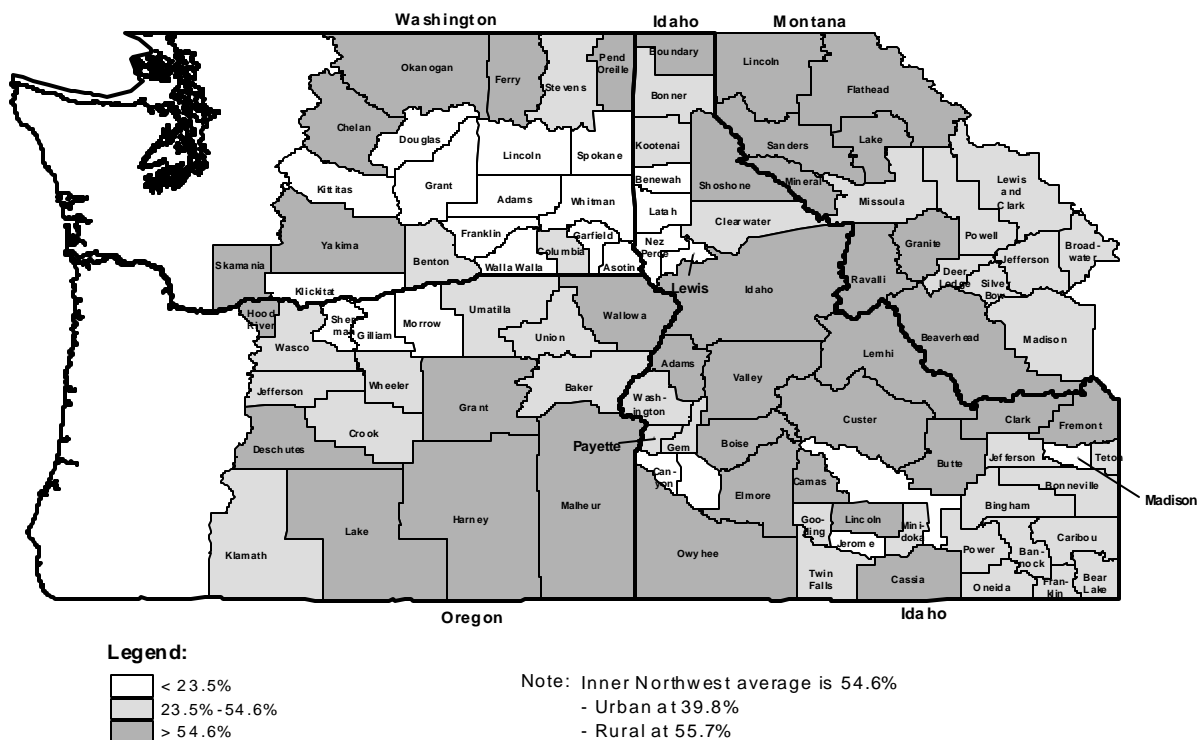 Washington Idaho Montana
Okanogan
Ferry
Stevens
Pend
Oreille
Boundary
Bonner
Lincoln
Flathead
Chelan
Douglas
Lincoln
Spokane
Kootenai
Shoshone
Sanders
Lake
Mineral
Missoula
Lewis
and
Clark
Kittitas
Grant
Adams
Whitman
Benewah
Latah
Clearwater
Powell
Granite
Jefferson
Broad-
water
Yakima
Benton
Franklin
Walla Walla
Columbia
Garfield
Asotin
Nez
Perce
Lewis
Idaho
Ravalli
Deer
Lodge
Silver
Bow
Skamania
Klickitat
Hood
River
Wasco
Sher
man
Gilliam
Morrow
Umatilla
Union
Wallowa
Adams
Valley
Lemhi
Beaverhead
Madison
Jefferson
Wheeler
Grant
Baker
Wash-
ington
Custer
Clark
Fremont
Crook
Deschutes
Payette
Gem
Boise
Butte
Jefferson
Teton
Madison
Can-
yon
Elmore
Camas
Bonneville
Bingham
Klamath
Lake
Harney
Malheur
Owyhee
Goo-
ding
Lincoln
Mini-
doka
Jerome
Power
Ban-
nock
Caribou
Twin
Falls
Cassia
Oneida
Fran-
klin
Bear
Lake
Oregon
Idaho
Legend:
< 23.5%
23.5%-54.6%
> 54.6%
Note: Inner Northwest average is 54.6%
- Urban at 39.8%
- Rural at 55.7%